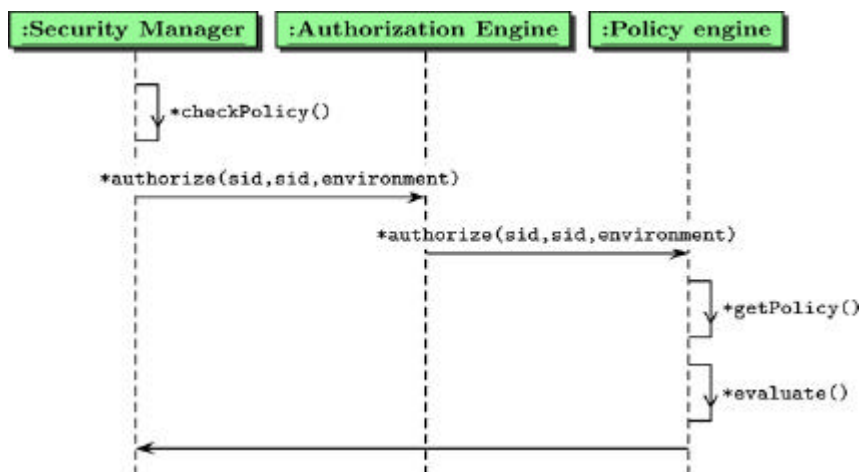 :Security Manager
:Authorization Engine
:Policy engine
*checkPolicy()
*authorize(sid,sid,environment)
*authorize(sid,sid,environment)
*getPolicy()
*evaluate()